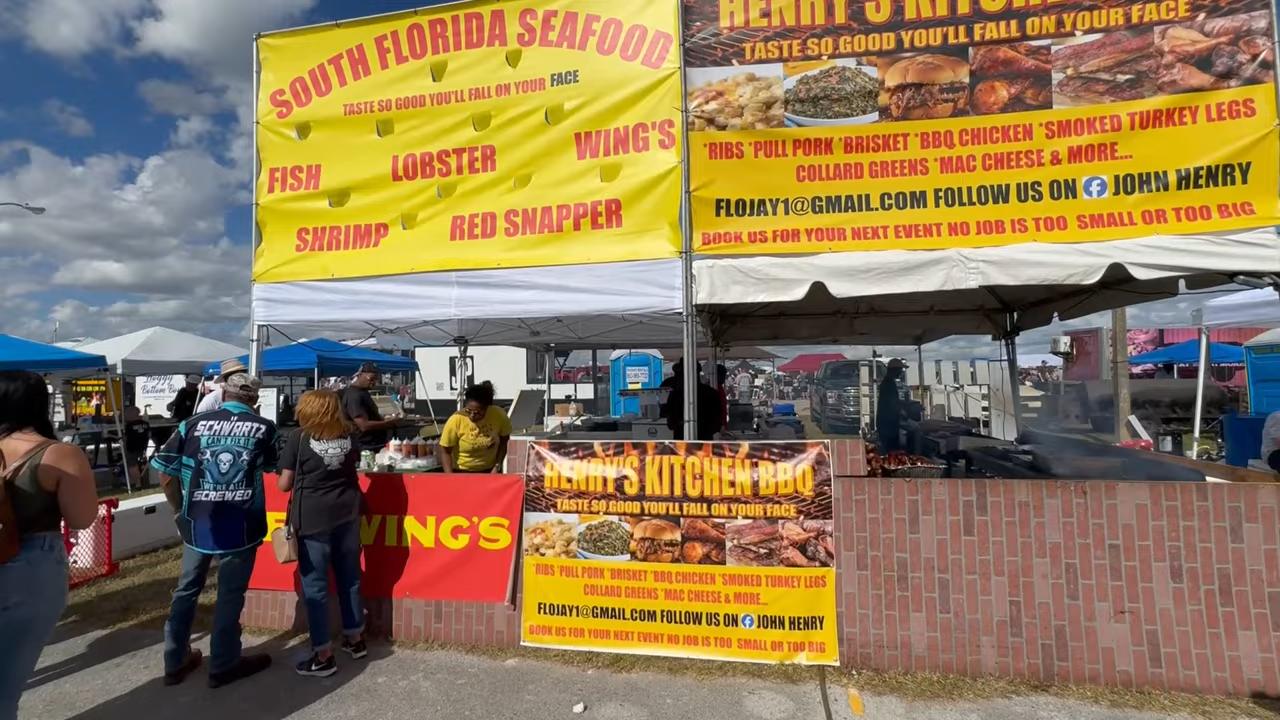 SOUTH FLORIDA SEAFOOD
TASTE SO GOOD YOU'LL FALL ON YOUR FACE
FISH LOBSTER WING'S
SHRIMP RED SNAPPER
HENRY'S KITCHEN
TASTE SO GOOD YOU'LL FALL ON YOUR FACE
*RIBS *PULL PORK *BRISKET *BBQ CHICKEN *SMOKED TURKEY LEGS
COLLARD GREENS *MAC CHEESE & MORE...
FLOJAY1@GMAIL.COM FOLLOW US ON f JOHN HENRY
BOOK US FOR YOUR NEXT EVENT NO JOB IS TOO SMALL OR TOO BIG
SCHWARTZ
CAN'T FIX IT
WE'RE ALL
SCREWED
WING'S
HENRY'S KITCHEN BBQ
TASTE SO GOOD YOU'LL FALL ON YOUR FACE
*RIBS *PULL PORK *BRISKET *BBQ CHICKEN *SMOKED TURKEY LEGS
COLLARD GREENS *MAC CHEESE & MORE...
FLOJAY1@GMAIL.COM FOLLOW US ON f JOHN HENRY
BOOK US FOR YOUR NEXT EVENT NO JOB IS TOO SMALL OR TOO BIG